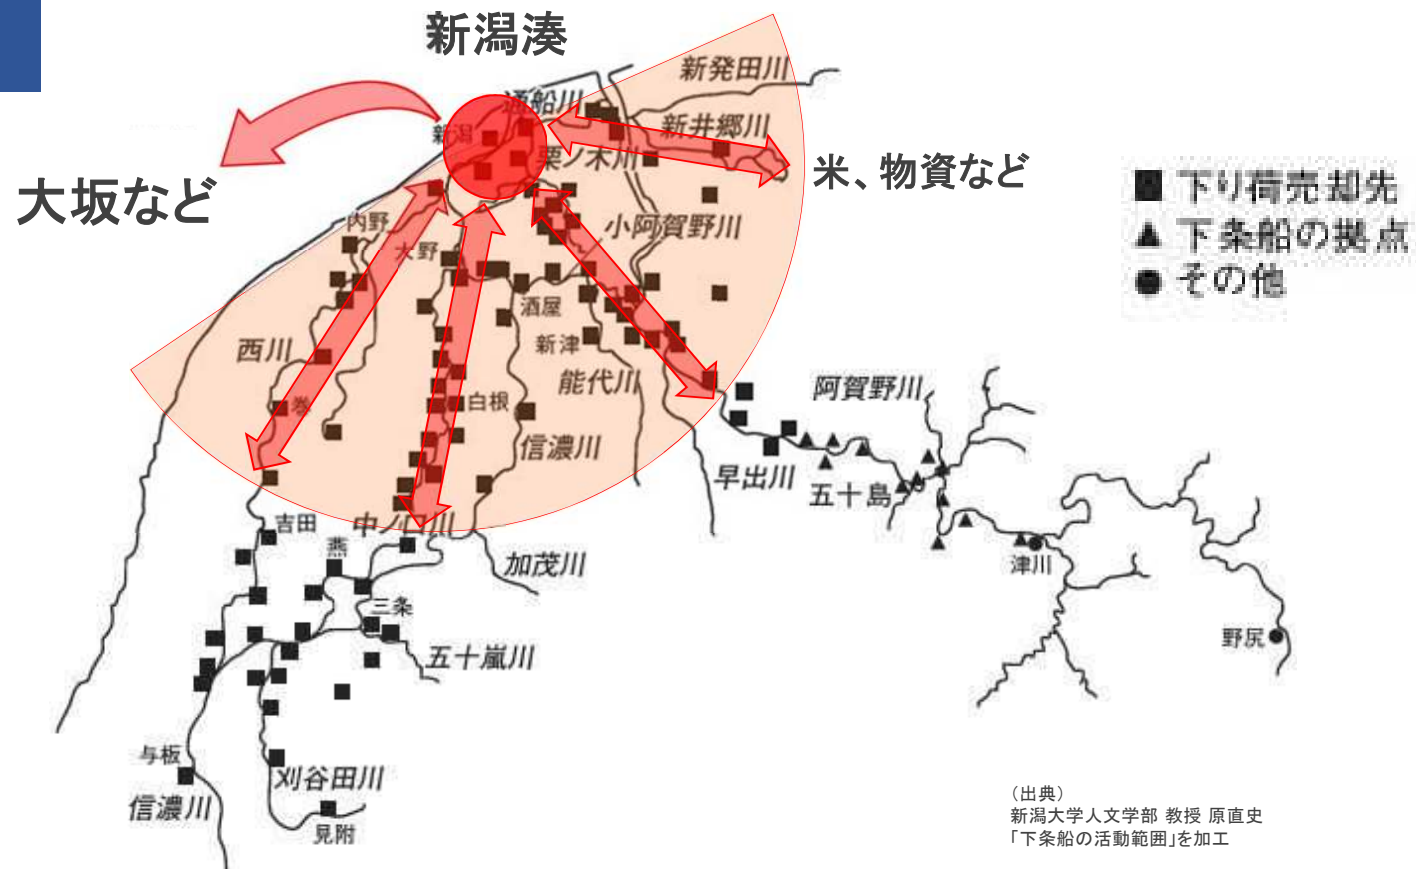 新潟湊
新発田川
通船川
新井郷川
新潟
栗ノ木川
米、物資など
大坂など
下り荷売却先
下条船の拠点
その他
内野
小阿賀野川
大野
酒屋
西川
新津
能代川
阿賀野川
巻
白根
信濃川
早出川
五十島
吉田
中ノ口川
燕
加茂川
津川
三条
五十嵐川
野尻
与板
刈谷田川
信濃川
見附
（出典）
新潟大学人文学部 教授 原直史
「下条船の活動範囲」を加工